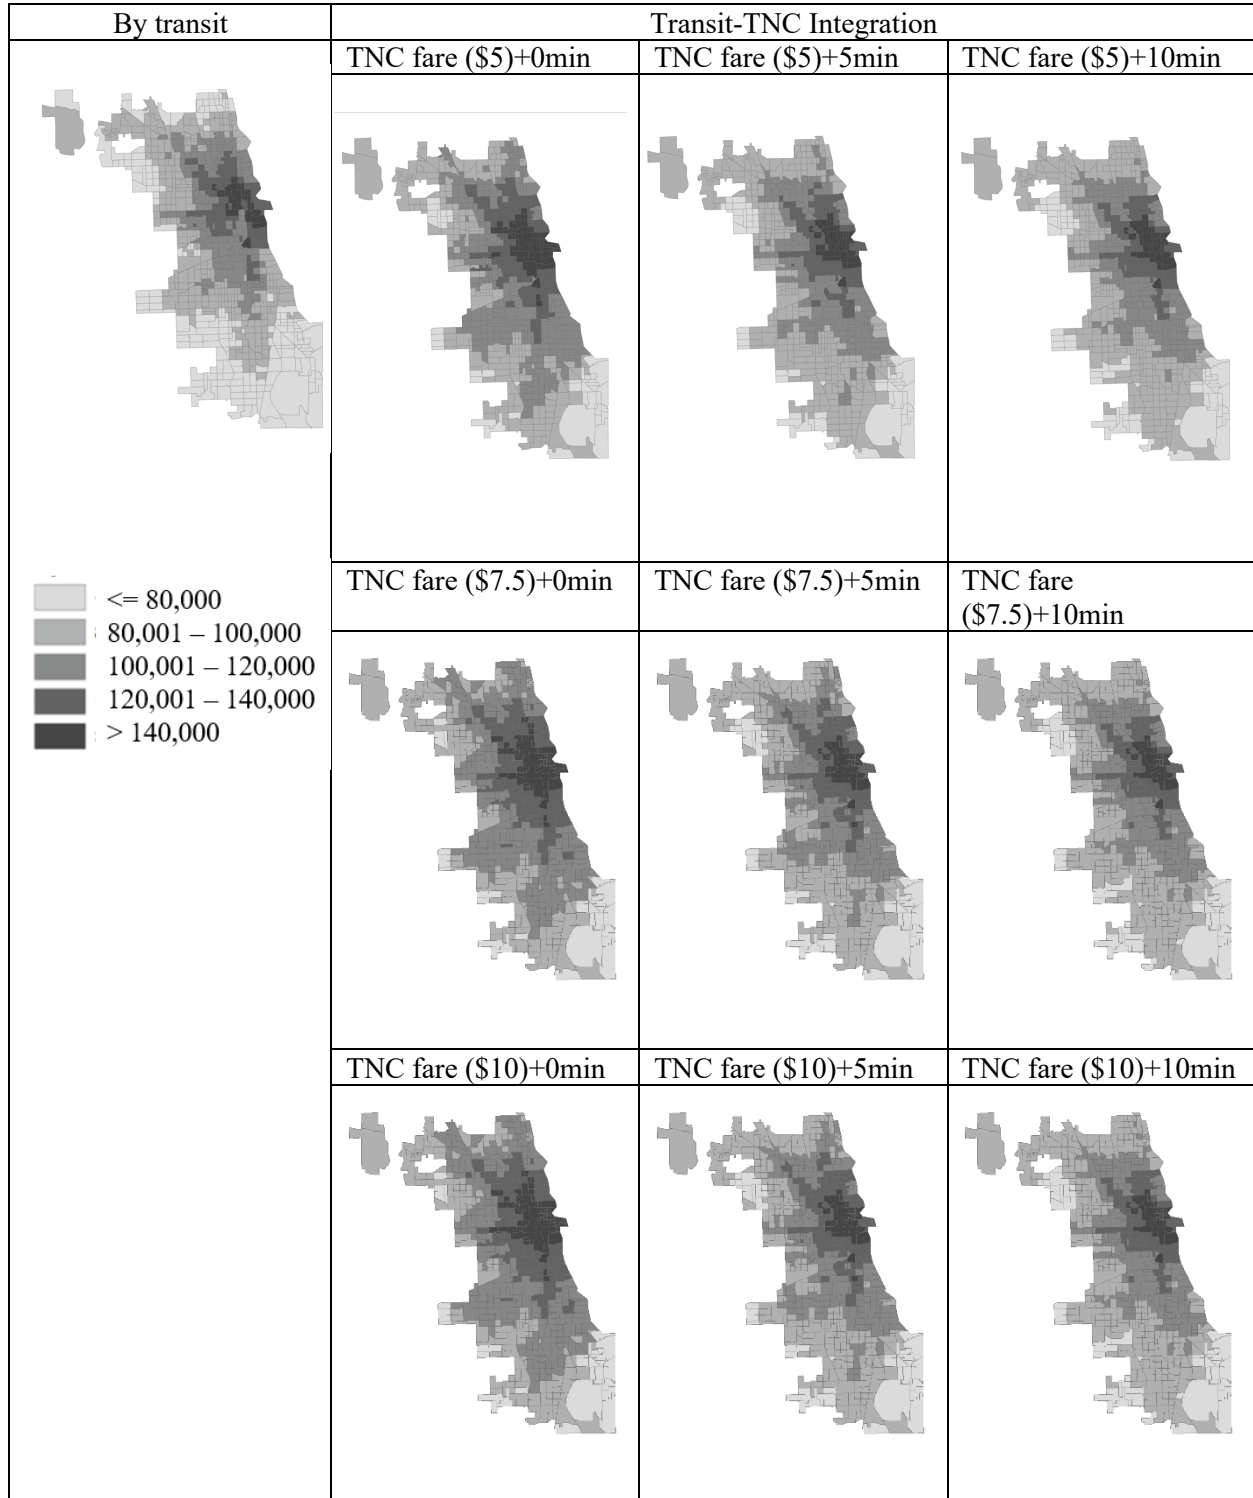 By transit
Transit-TNC Integration
TNC fare ($5)+0min
TNC fare ($5)+5min
TNC fare ($5)+10min
<= 80,000
80,001 – 100,000
100,001 – 120,000
120,001 – 140,000
> 140,000
TNC fare ($7.5)+0min
TNC fare ($7.5)+5min
TNC fare
($7.5)+10min
TNC fare ($10)+0min
TNC fare ($10)+5min
TNC fare ($10)+10min